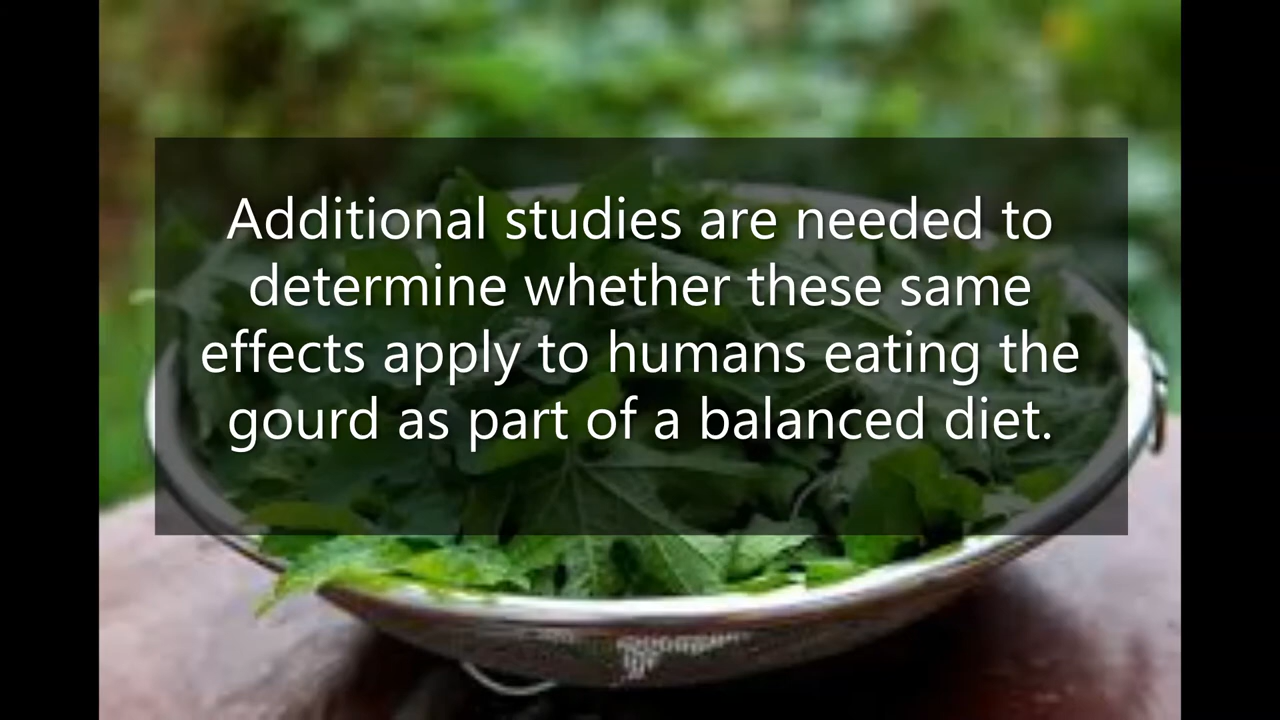 Additional studies are needed to
determine whether these same
effects apply to humans eating the
gourd as part of a balanced diet.